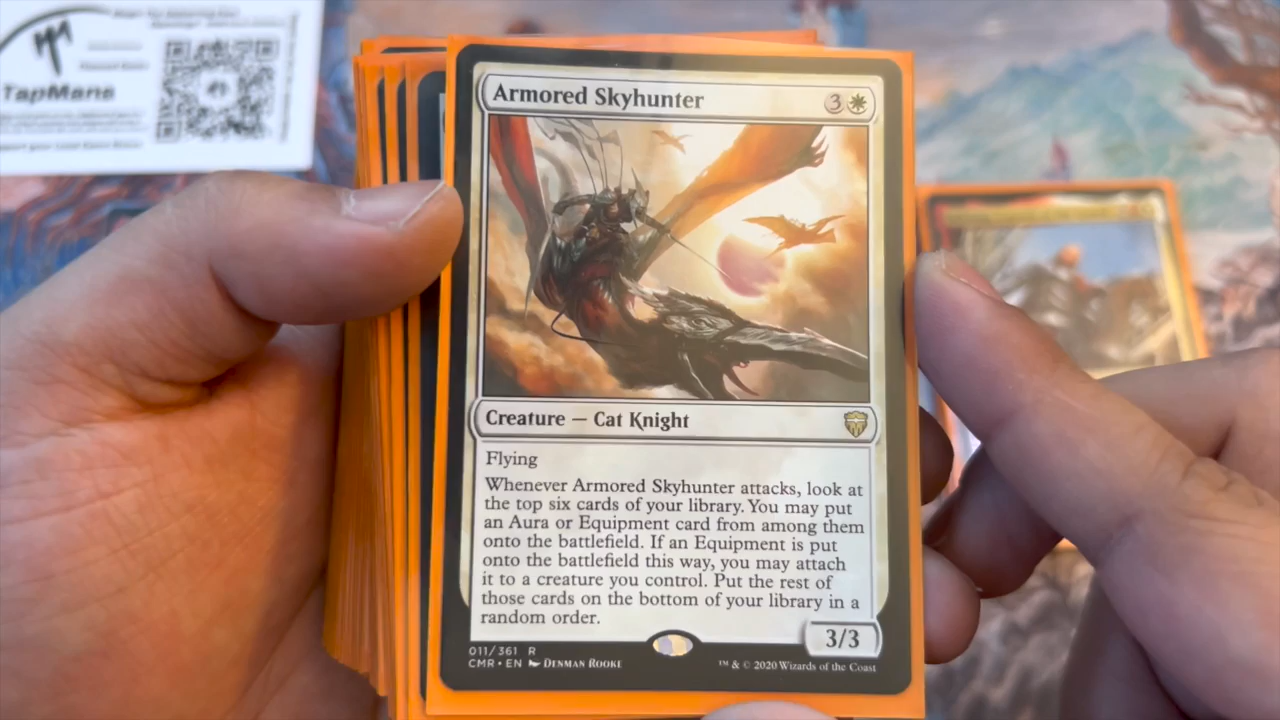 TapMana
Armored Skyhunter 3
Creature — Cat Knight
Flying
Whenever Armored Skyhunter attacks, look at
the top six cards of your library. You may put
an Aura or Equipment card from among them
onto the battlefield. If an Equipment is put
onto the battlefield this way, you may attach
it to a creature you control. Put the rest of
those cards on the bottom of your library in a
random order.
3/3
011/361 R
CMR • EN DENMAN ROOKE
™ & © 2020 Wizards of the Coast